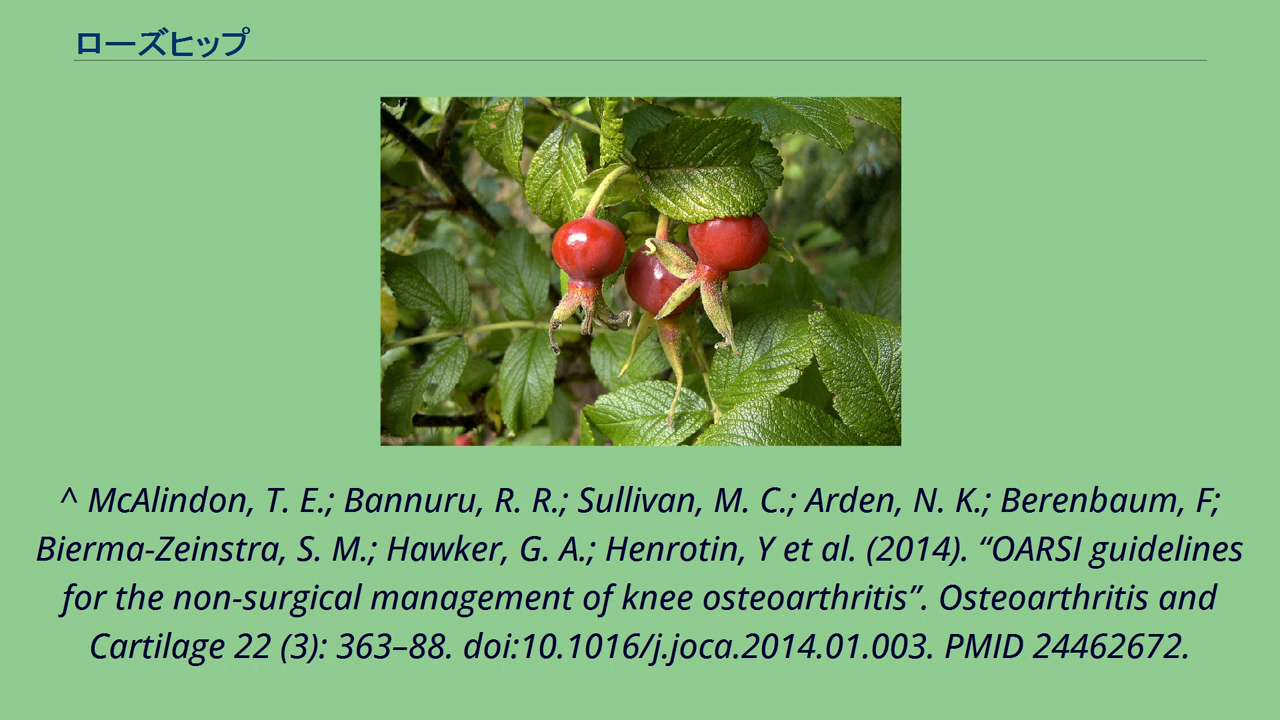 ローズヒップ
^ McAlindon, T. E.; Bannuru, R. R.; Sullivan, M. C.; Arden, N. K.; Berenbaum, F;
Bierma-Zeinstra, S. M.; Hawker, G. A.; Henrotin, Y et al. (2014). “OARSI guidelines
for the non-surgical management of knee osteoarthritis”. Osteoarthritis and
Cartilage 22 (3): 363–88. doi:10.1016/j.joca.2014.01.003. PMID 24462672.